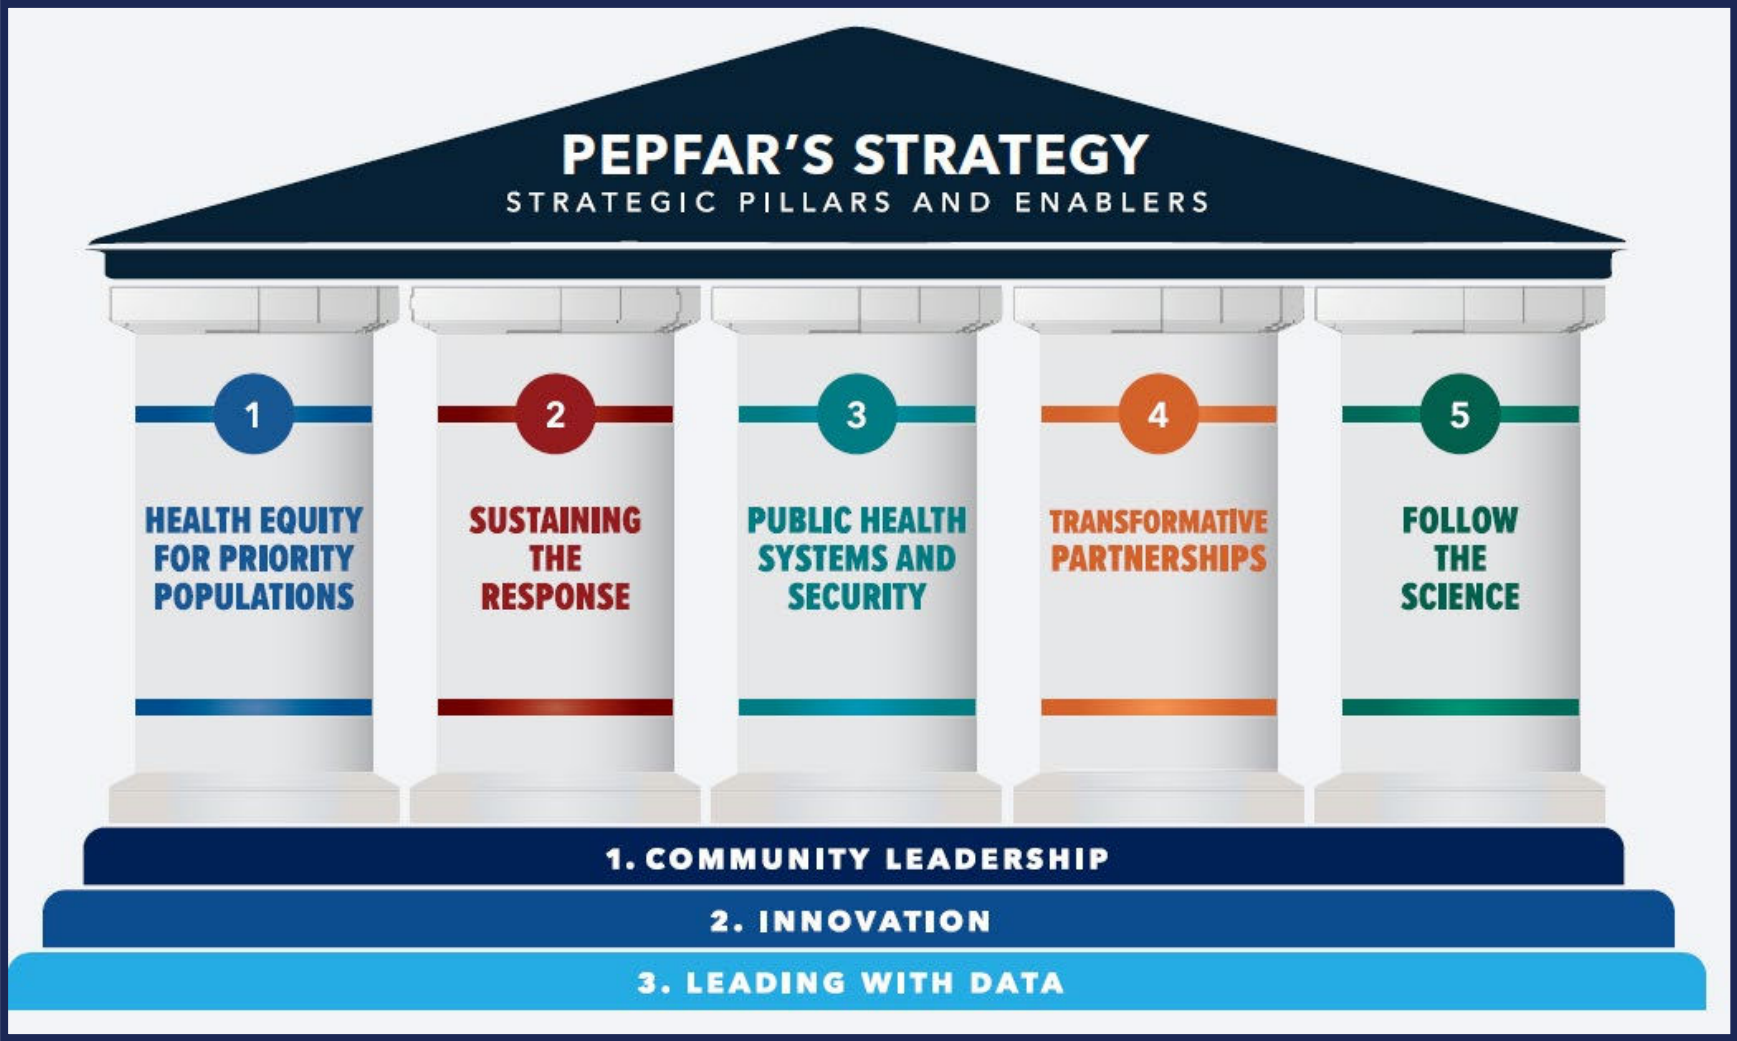 PEPFAR'S STRATEGY
STRATEGIC PILLARS AND ENABLERS
1
HEALTH EQUITY
FOR PRIORITY
POPULATIONS
2
SUSTAINING
THE
RESPONSE
3
PUBLIC HEALTH
SYSTEMS AND
SECURITY
4
TRANSFORMATIVE
PARTNERSHIPS
5
FOLLOW
THE
SCIENCE
1. COMMUNITY LEADERSHIP
2. INNOVATION
3. LEADING WITH DATA